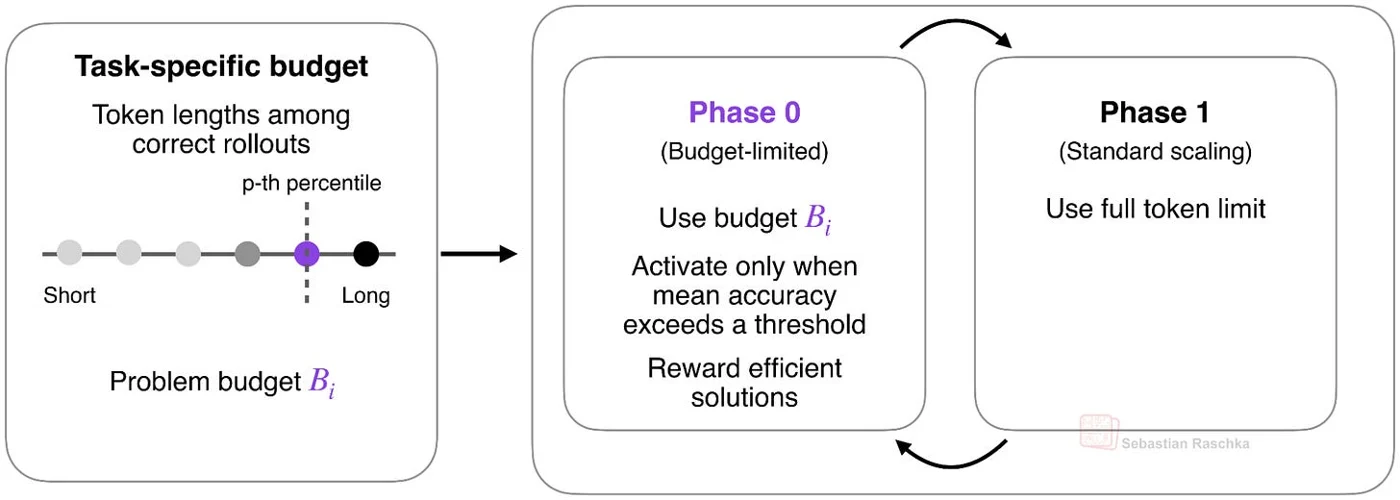 Task-specific budget
Token lengths among
correct rollouts
p-th percentile
Short
Long
Problem budget Bi
Phase 0
(Budget-limited)
Use budget Bi
Activate only when
mean accuracy
exceeds a threshold
Reward efficient
solutions
Phase 1
(Standard scaling)
Use full token limit
Sebastian Raschka